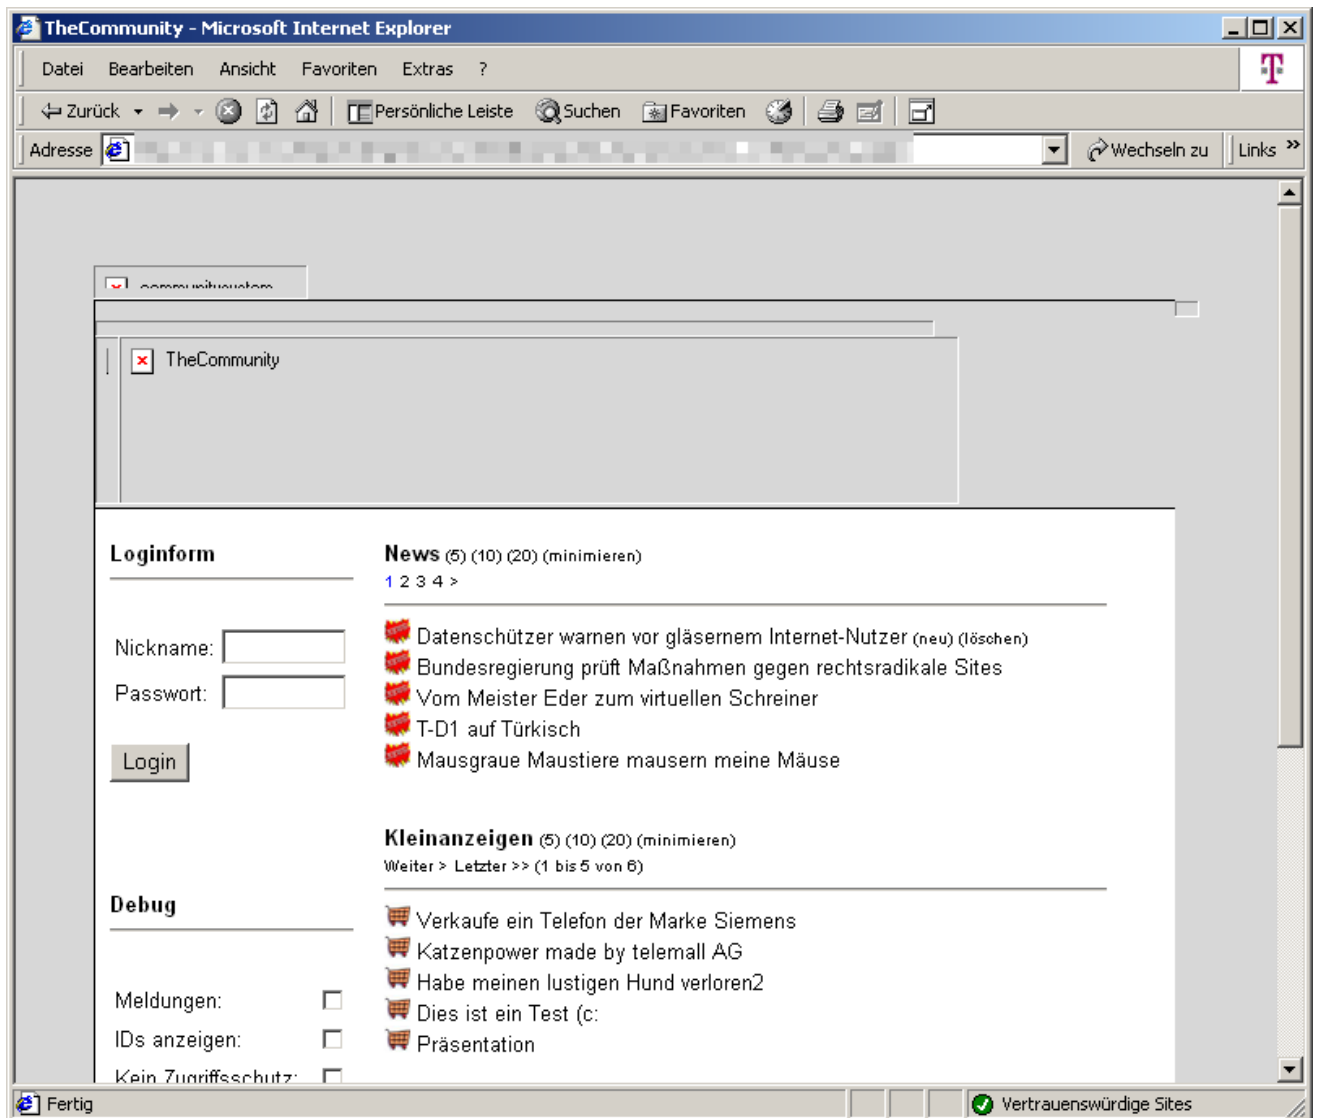 TheCommunity - Microsoft Internet Explorer
Datei Bearbeiten Ansicht Favoriten Extras ?
Zurück Persönliche Leiste Suchen Favoriten
Adresse Wechseln zu Links »
TheCommunity
Loginform
Nickname:
Passwort:
Login
Debug
Meldungen:
IDs anzeigen:
Kein Zugriffsschutz:
News (5) (10) (20) (minimieren)
1 2 3 4 >
Datenschützer warnen vor gläsernem Internet-Nutzer (neu) (löschen)
Bundesregierung prüft Maßnahmen gegen rechtsradikale Sites
Vom Meister Eder zum virtuellen Schreiner
T-D1 auf Türkisch
Mausgraue Maustiere mausern meine Mäuse
Kleinanzeigen (5) (10) (20) (minimieren)
Weiter > Letzter >> (1 bis 5 von 6)
Verkaufe ein Telefon der Marke Siemens
Katzenpower made by telemall AG
Habe meinen lustigen Hund verloren2
Dies ist ein Test (c:
Präsentation
Fertig Vertrauenswürdige Sites